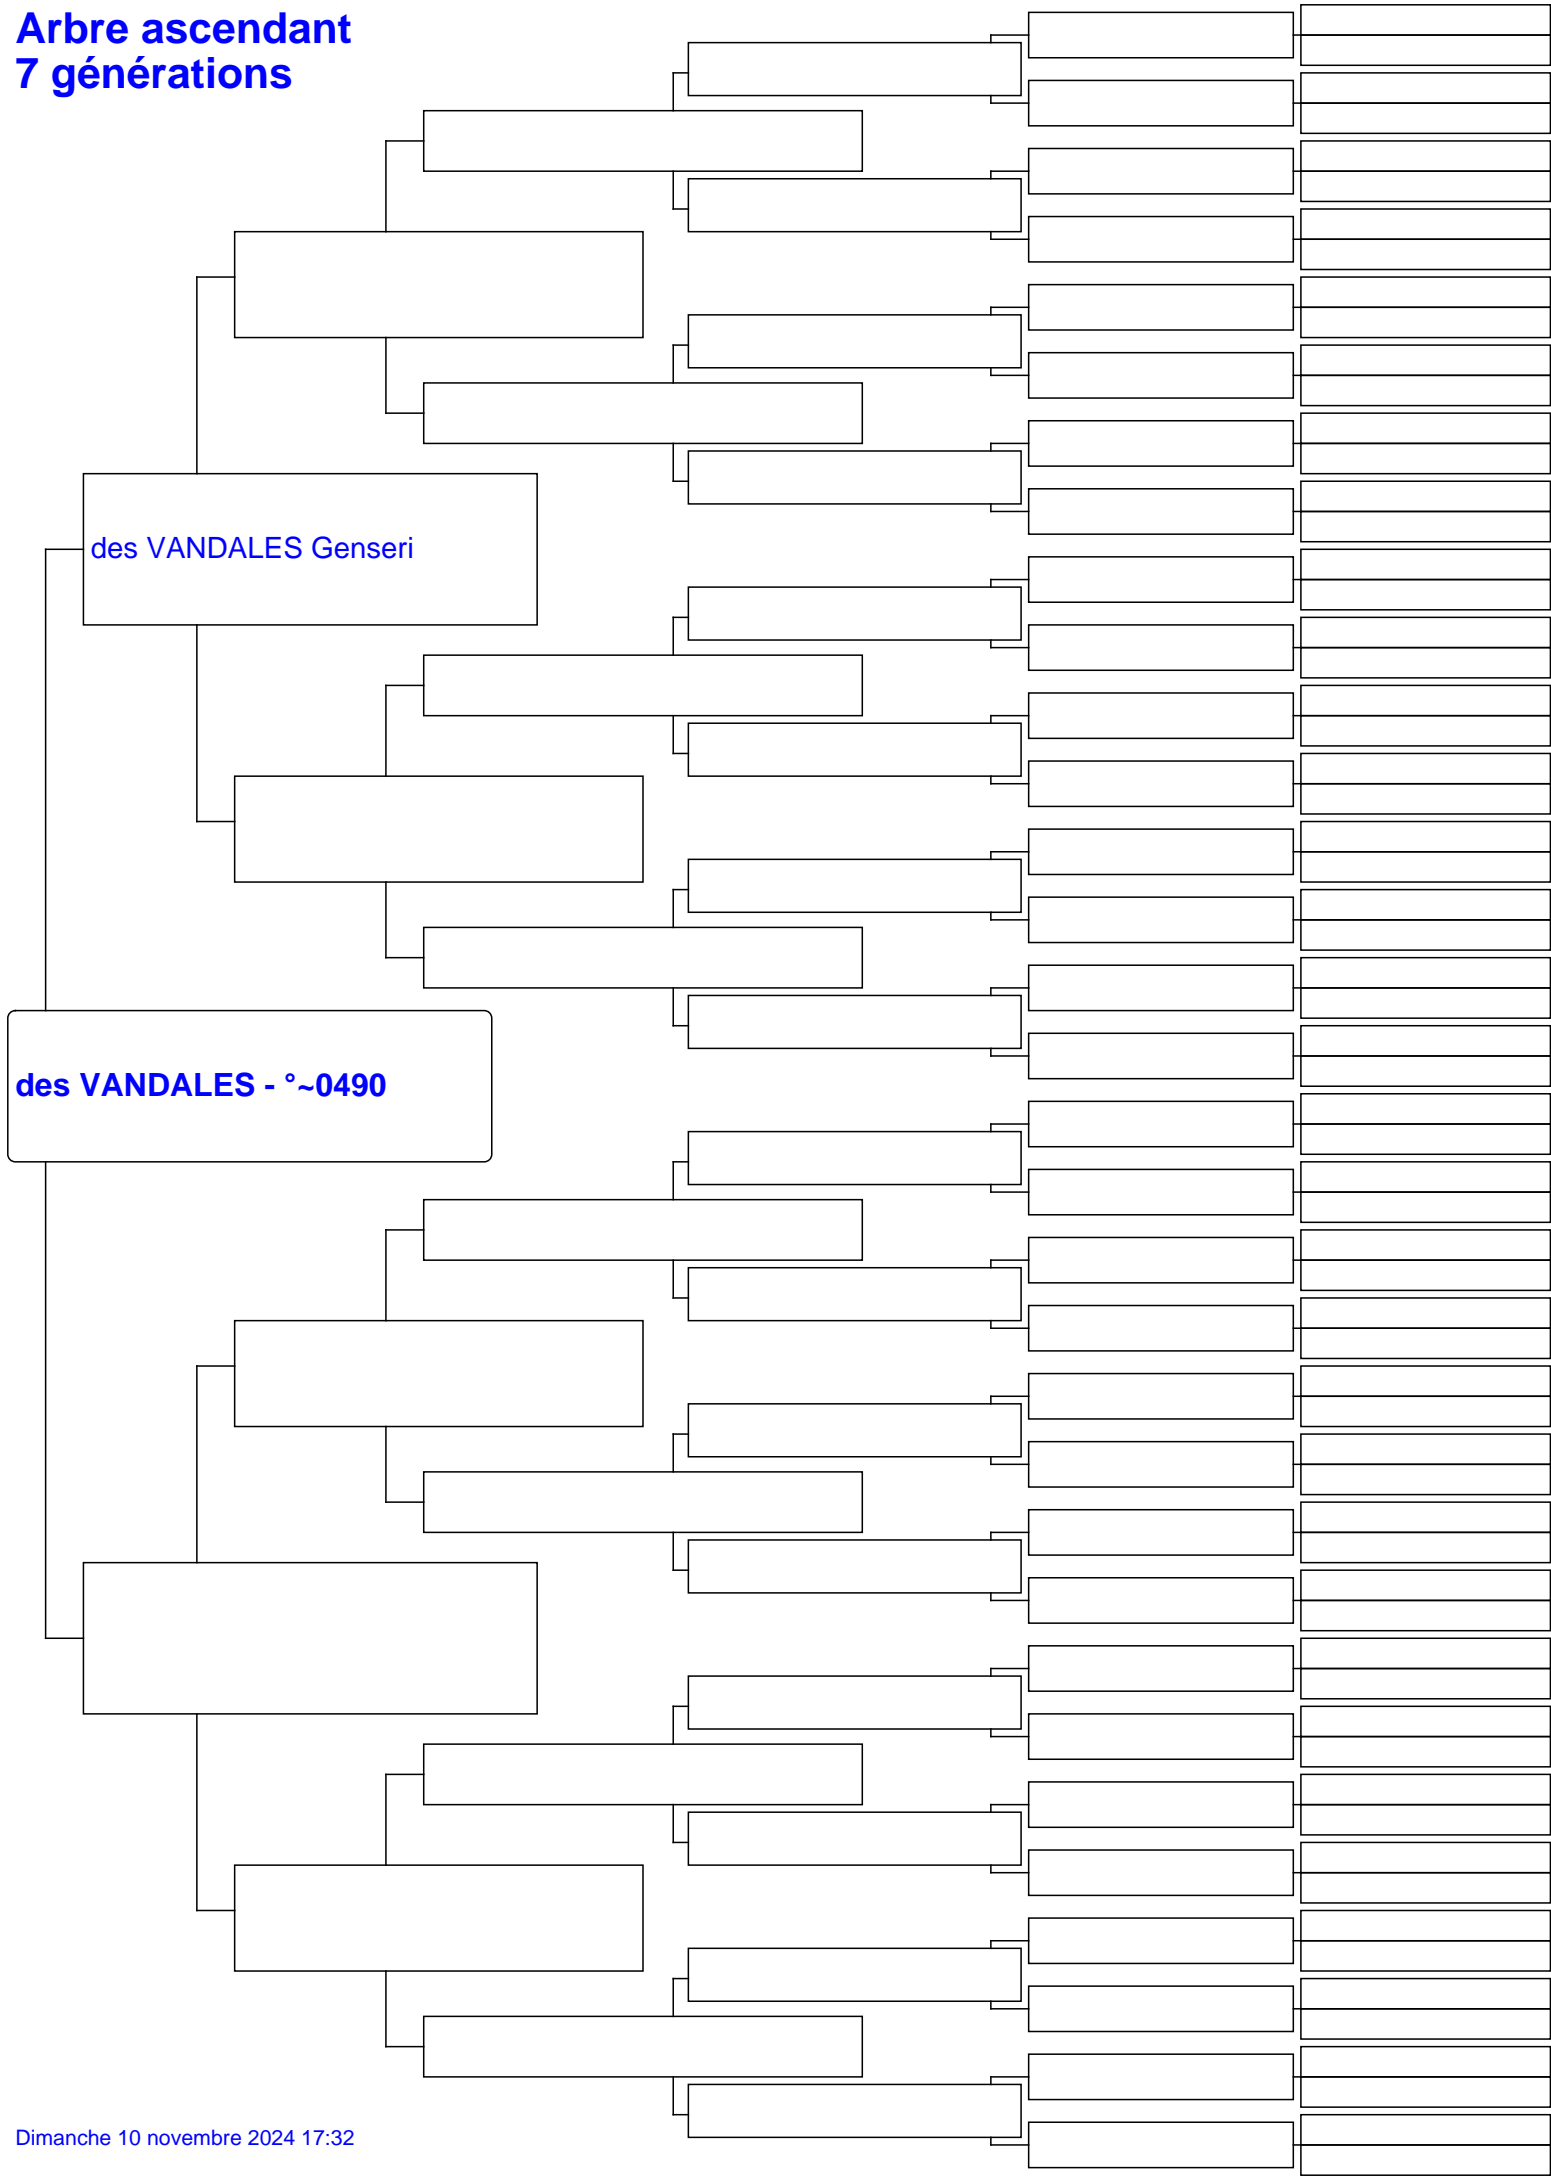 Arbre ascendant
7 générations
des VANDALES Genseri
des VANDALES - °~0490
Dimanche 10 novembre 2024 17:32